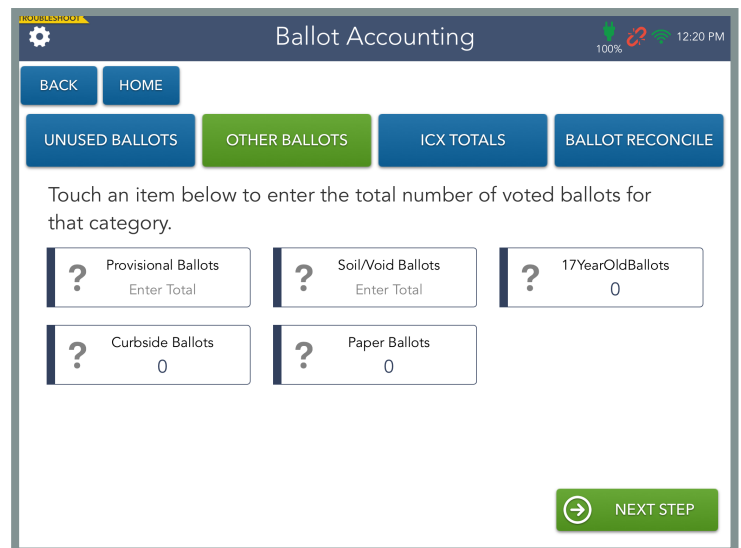 TROUBLESHOOT
Ballot Accounting
100%
12:20 PM
BACK
HOME
UNUSED BALLOTS
OTHER BALLOTS
ICX TOTALS
BALLOT RECONCILE
Touch an item below to enter the total number of voted ballots for
that category.
? Provisional Ballots
Enter Total
? Soil/Void Ballots
Enter Total
? 17YearOldBallots
0
? Curbside Ballots
0
? Paper Ballots
0
NEXT STEP